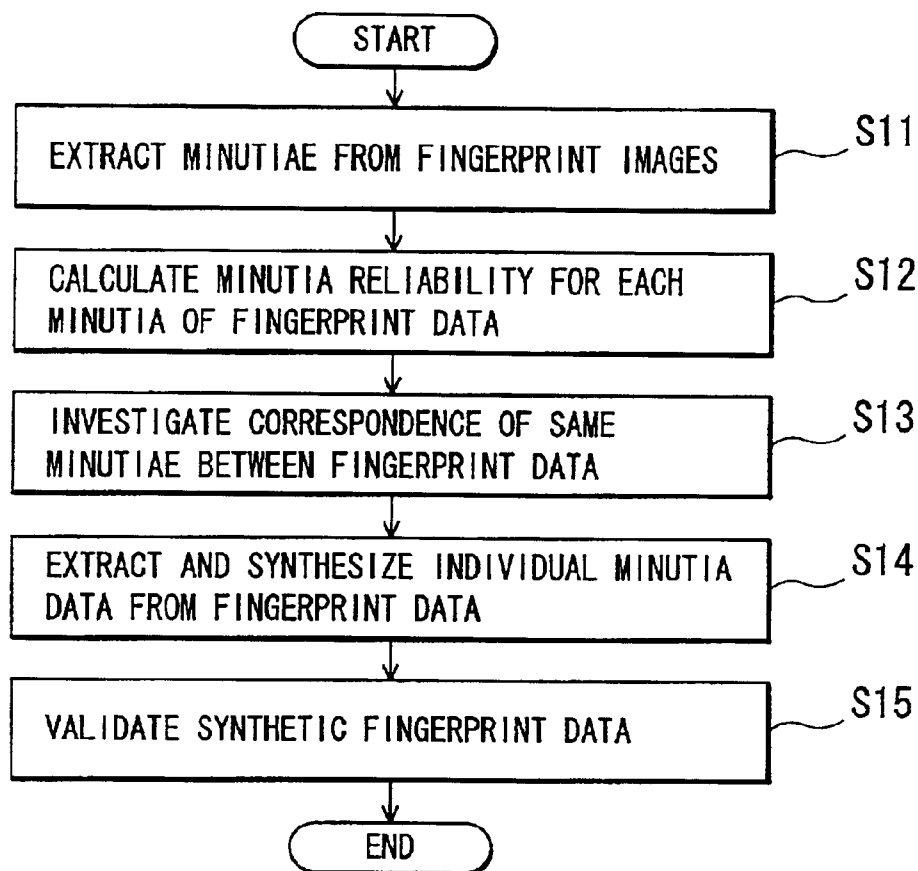 START
EXTRACT MINUTIAE FROM FINGERPRINT IMAGES
S11
CALCULATE MINUTIA RELIABILITY FOR EACH
MINUTIA OF FINGERPRINT DATA
S12
INVESTIGATE CORRESPONDENCE OF SAME
MINUTIAE BETWEEN FINGERPRINT DATA
S13
EXTRACT AND SYNTHESIZE INDIVIDUAL MINUTIA
DATA FROM FINGERPRINT DATA
S14
VALIDATE SYNTHETIC FINGERPRINT DATA
S15
END